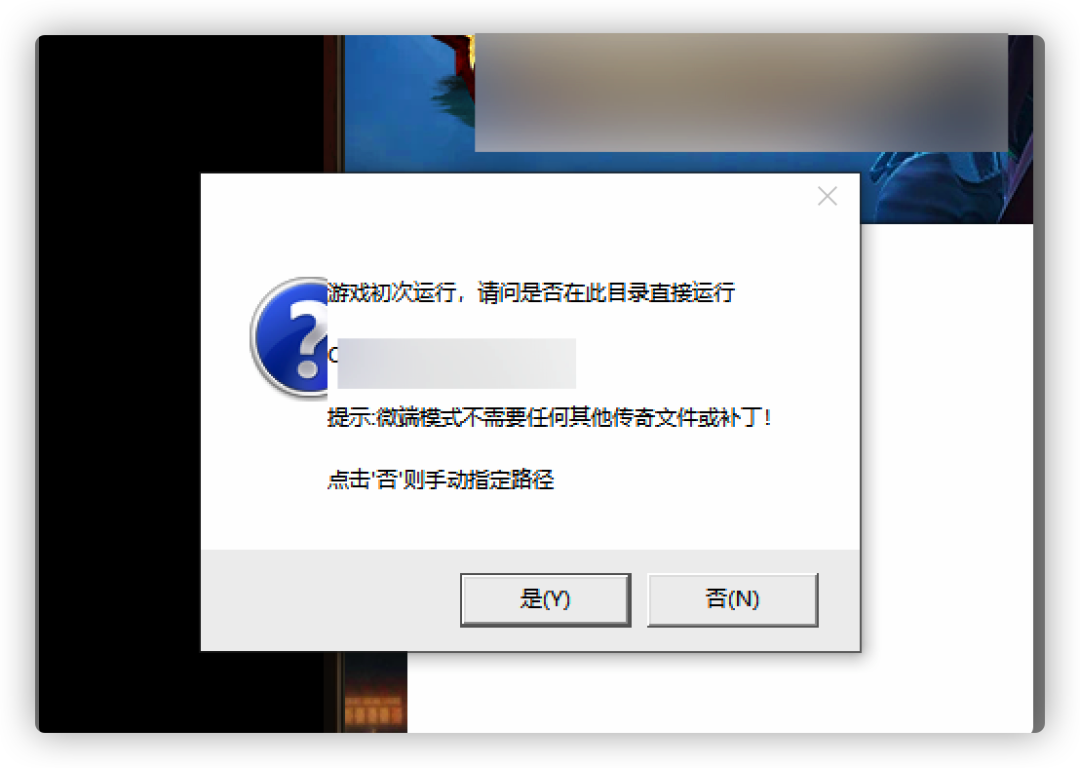 游戏初次运行，请问是否在此目录直接运行
C
提示:微端模式不需要任何其他传奇文件或补丁!
点击'否'则手动指定路径
是(Y)
否(N)